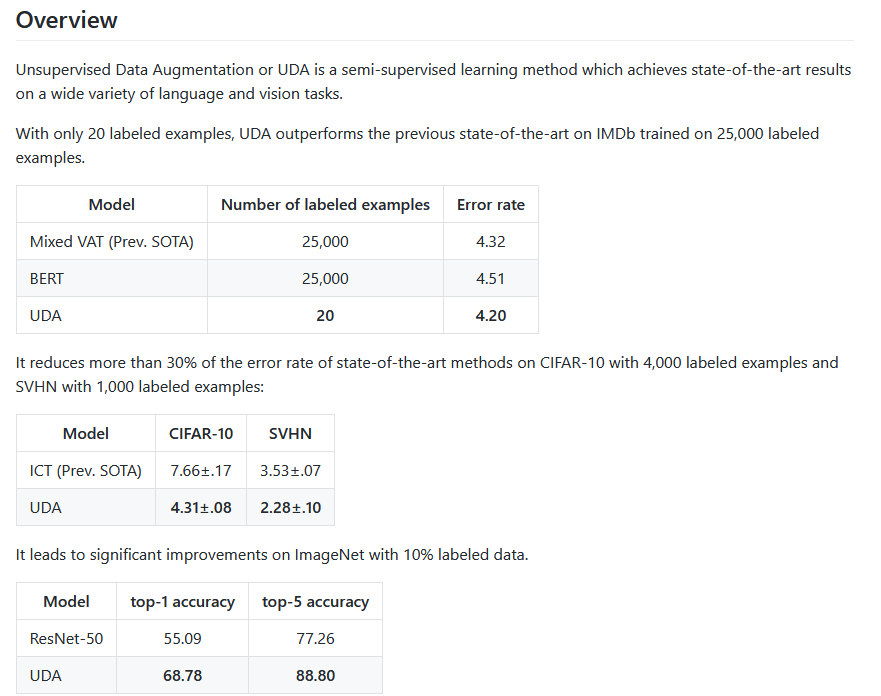 Overview
Unsupervised Data Augmentation or UDA is a semi-supervised learning method which achieves state-of-the-art results
on a wide variety of language and vision tasks.
With only 20 labeled examples, UDA outperforms the previous state-of-the-art on IMDb trained on 25,000 labeled
examples.
Model Number of labeled examples Error rate
Mixed VAT (Prev. SOTA) 25,000 4.32
BERT 25,000 4.51
UDA 20 4.20
It reduces more than 30% of the error rate of state-of-the-art methods on CIFAR-10 with 4,000 labeled examples and
SVHN with 1,000 labeled examples:
Model CIFAR-10 SVHN
ICT (Prev. SOTA) 7.66±.17 3.53±.07
UDA 4.31±.08 2.28±.10
It leads to significant improvements on ImageNet with 10% labeled data.
Model top-1 accuracy top-5 accuracy
ResNet-50 55.09 77.26
UDA 68.78 88.80